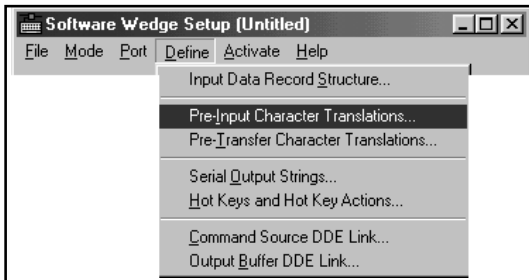 Software Wedge Setup (Untitled)
File Mode Port Define Activate Help
Input Data Record Structure...
Pre-Input Character Translations...
Pre-Transfer Character Translations...
Serial Output Strings...
Hot Keys and Hot Key Actions...
Command Source DDE Link...
Output Buffer DDE Link...